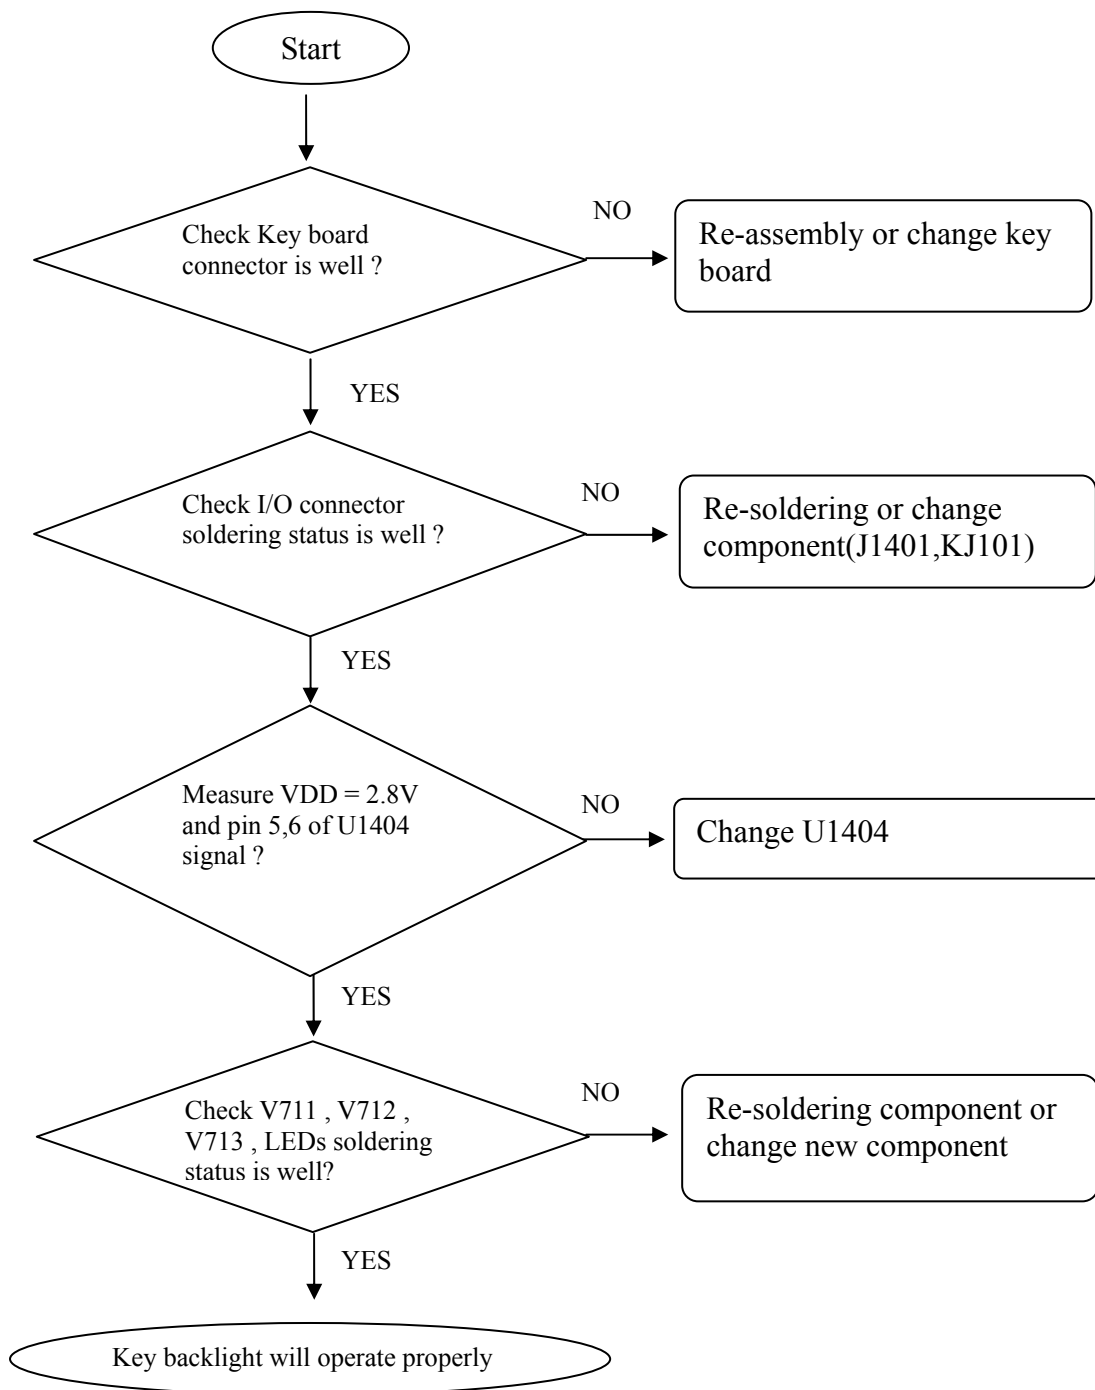 Start
Check Key board
connector is well ?
NO
Re-assembly or change key
board
YES
Check I/O connector
soldering status is well ?
NO
Re-soldering or change
component(J1401,KJ101)
YES
Measure VDD = 2.8V
and pin 5,6 of U1404
signal ?
NO
Change U1404
YES
Check V711 , V712 ,
V713 , LEDs soldering
status is well?
NO
Re-soldering component or
change new component
YES
Key backlight will operate properly